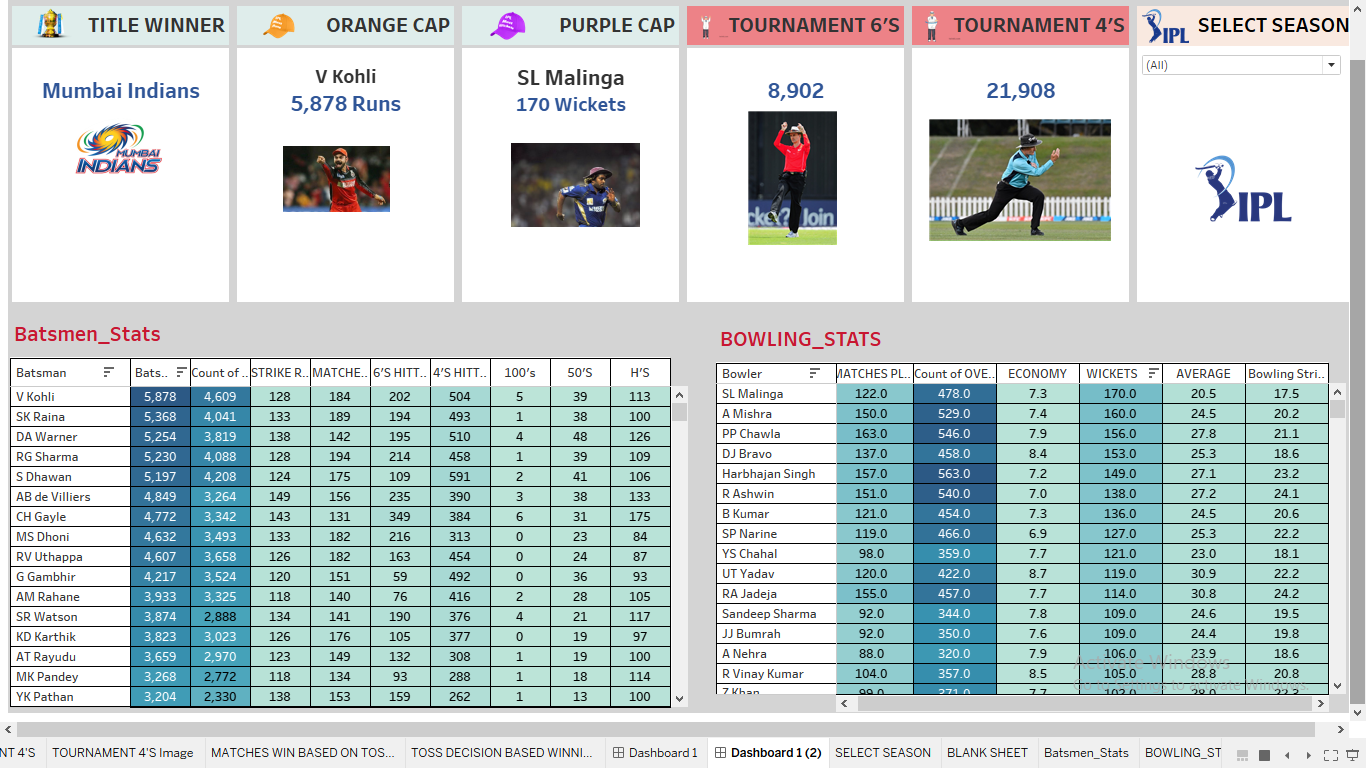 TITLE WINNER
ORANGE CAP
PURPLE CAP
_TOURNAMENT 6'S
_TOURNAMENT 4'S
IPL SELECT SEASON
Mumbai Indians
MUMBAI
INDIANS
V Kohli
5,878 Runs
SL Malinga
170 Wickets
8,902
21,908
(All)
IPL
Batsmen_Stats
Batsman Bats.. Count of .. STRIKE R.. MATCHE.. 6'S HITT.. 4'S HITT.. 100's 50'S H'S
V Kohli 5,878 4,609 128 184 202 504 5 39 113
SK Raina 5,368 4,041 133 189 194 493 1 38 100
DA Warner 5,254 3,819 138 142 195 510 4 48 126
RG Sharma 5,230 4,088 128 194 214 458 1 39 109
S Dhawan 5,197 4,208 124 175 109 591 2 41 106
AB de Villiers 4,849 3,264 149 156 235 390 3 38 133
CH Gayle 4,772 3,342 143 131 349 384 6 31 175
MS Dhoni 4,632 3,493 133 182 216 313 0 23 84
RV Uthappa 4,607 3,658 126 182 163 454 0 24 87
G Gambhir 4,217 3,524 120 151 59 492 0 36 93
AM Rahane 3,933 3,325 118 140 76 416 2 28 105
SR Watson 3,874 2,888 134 141 190 376 4 21 117
KD Karthik 3,823 3,023 126 176 105 377 0 19 97
AT Rayudu 3,659 2,970 123 149 132 308 1 19 100
MK Pandey 3,268 2,772 118 134 93 288 1 18 114
YK Pathan 3,204 2,330 138 153 159 262 1 13 100
BOWLING_STATS
Bowler MATCHES PL.. Count of OVE.. ECONOMY WICKETS AVERAGE Bowling Stri..
SL Malinga 122.0 478.0 7.3 170.0 20.5 17.5
A Mishra 150.0 529.0 7.4 160.0 24.5 20.2
PP Chawla 163.0 546.0 7.9 156.0 27.8 21.1
DJ Bravo 137.0 458.0 8.4 153.0 25.3 18.6
Harbhajan Singh 157.0 563.0 7.2 149.0 27.1 23.2
R Ashwin 151.0 540.0 7.0 138.0 27.2 24.1
B Kumar 121.0 454.0 7.3 136.0 24.5 20.6
SP Narine 119.0 466.0 6.9 127.0 25.3 22.2
YS Chahal 98.0 359.0 7.7 121.0 23.0 18.1
UT Yadav 120.0 422.0 8.7 119.0 30.9 22.2
RA Jadeja 155.0 457.0 7.7 114.0 30.8 24.2
Sandeep Sharma 92.0 344.0 7.8 109.0 24.6 19.5
JJ Bumrah 92.0 350.0 7.6 109.0 24.4 19.8
A Nehra 88.0 320.0 7.9 106.0 23.9 18.6
R Vinay Kumar 104.0 357.0 8.5 105.0 28.8 20.8
Z Khan 99.0 371.0 7.7 102.0 28.0 22.3
Activate Windows
Go to Settings to activate Windows.
NT 4'S TOURNAMENT 4'S Image MATCHES WIN BASED ON TOS... TOSS DECISION BASED WINNI... Dashboard 1 Dashboard 1 (2) SELECT SEASON BLANK SHEET Batsmen_Stats BOWLING_ST